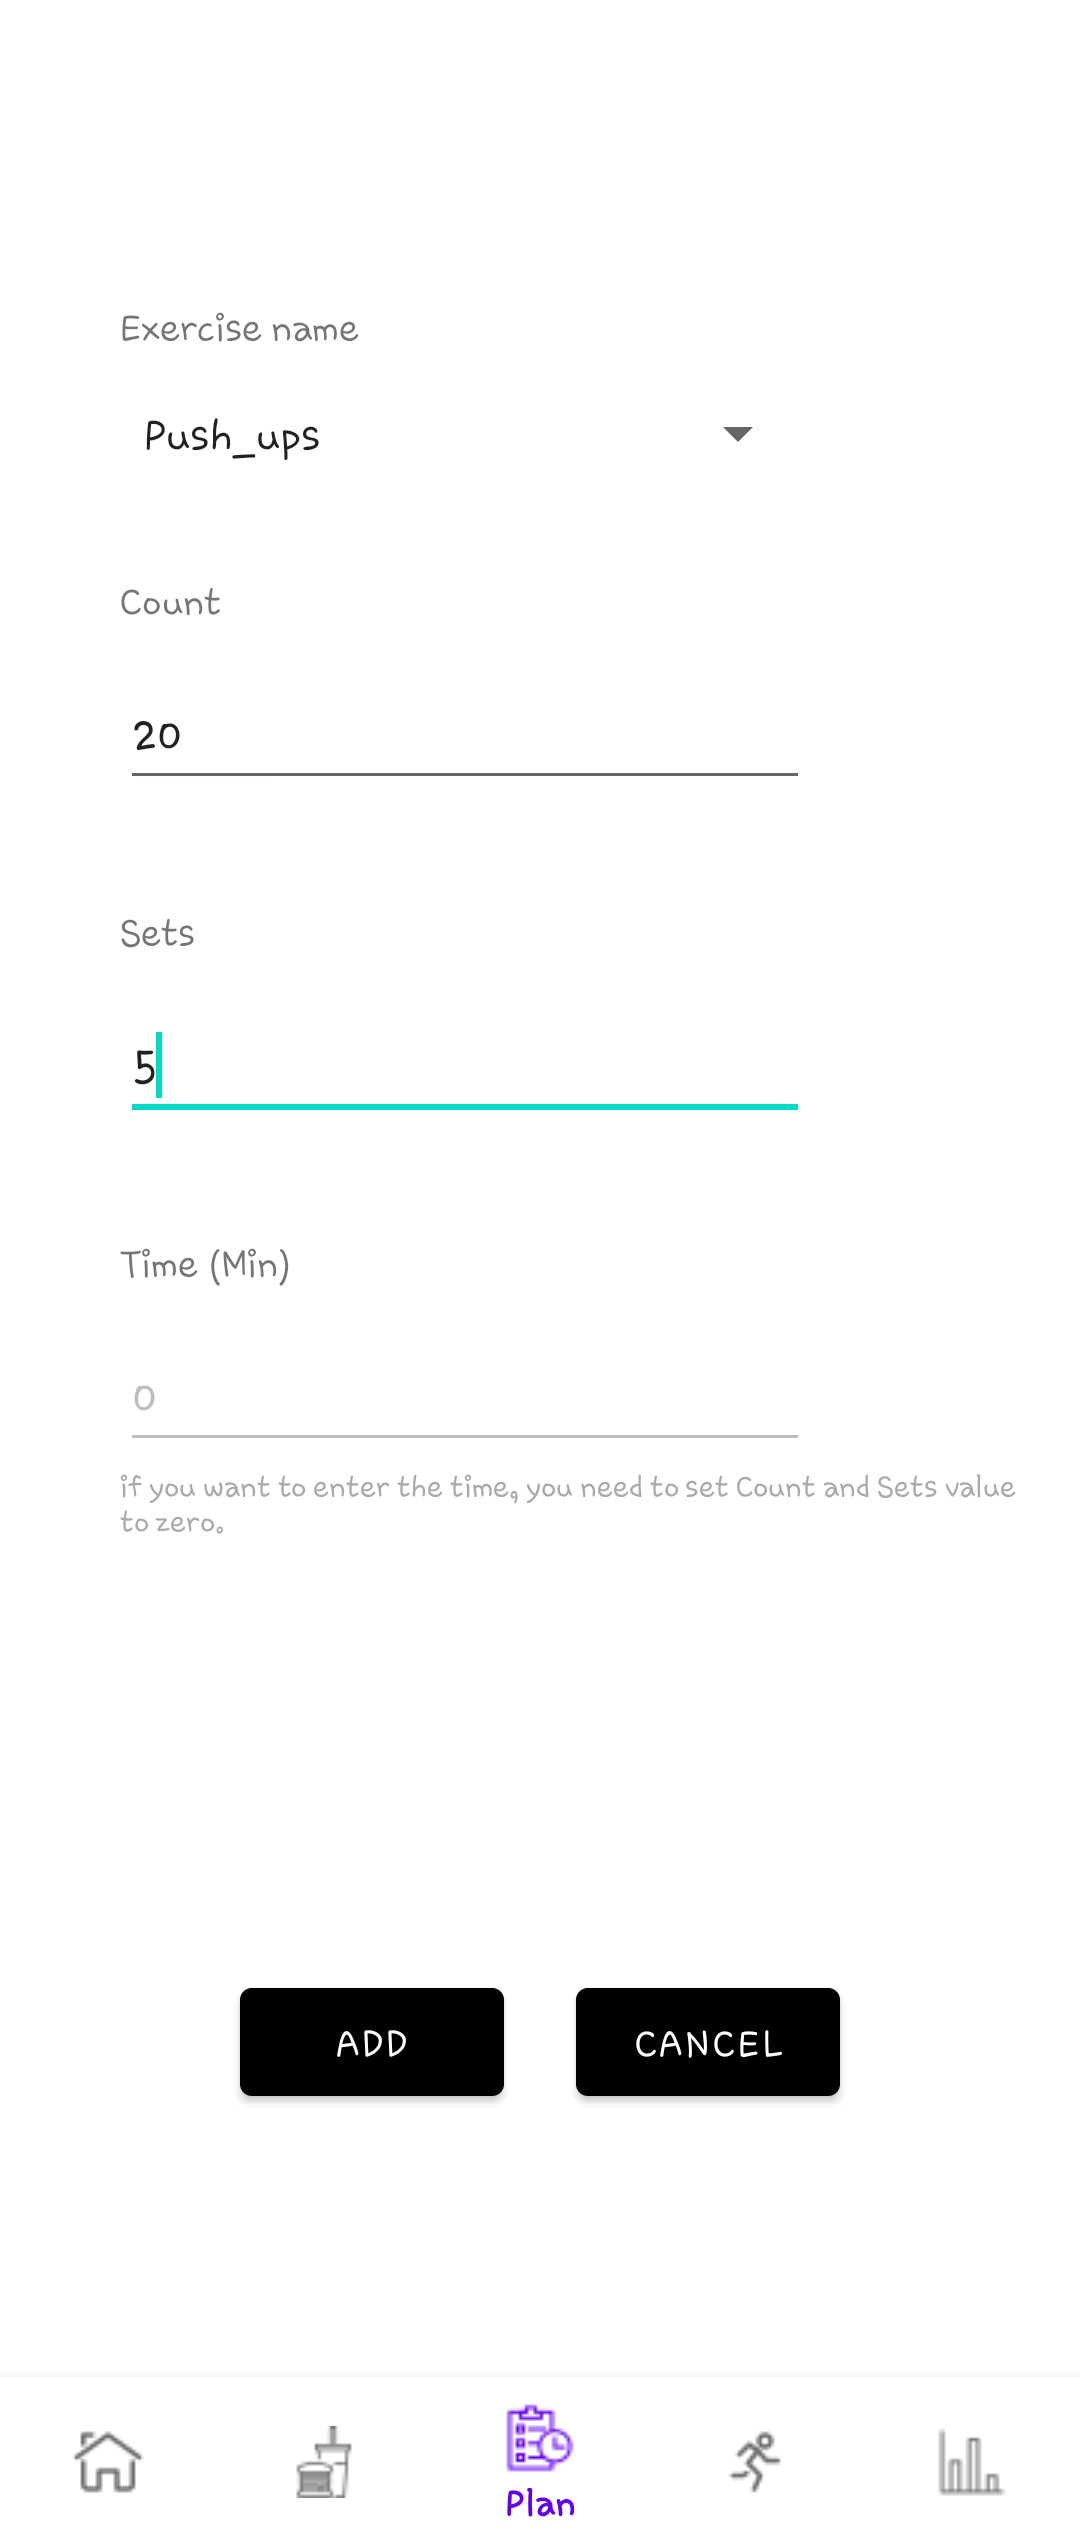 Exercise name
Push_ups
Count
20
Sets
5
Time (Min)
0
if you want to enter the time, you need to set Count and Sets value
to zero.
ADD CANCEL
Plan